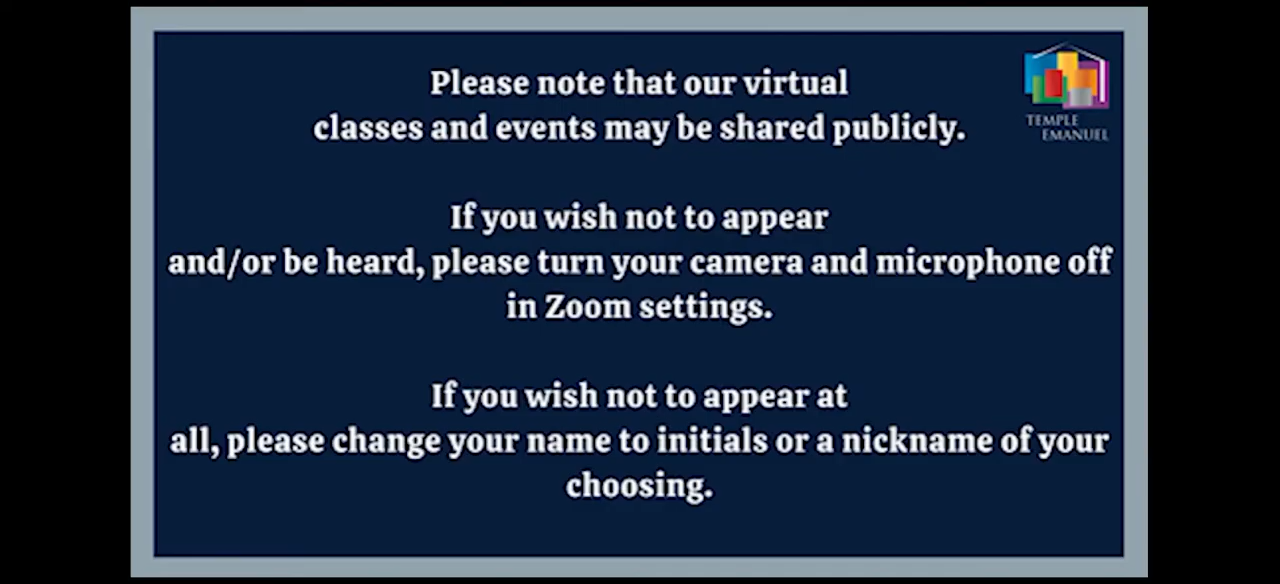 Please note that our virtual
classes and events may be shared publicly.
TEMPLE
EMANUEL
If you wish not to appear
and/or be heard, please turn your camera and microphone off
in Zoom settings.
If you wish not to appear at
all, please change your name to initials or a nickname of your
choosing.